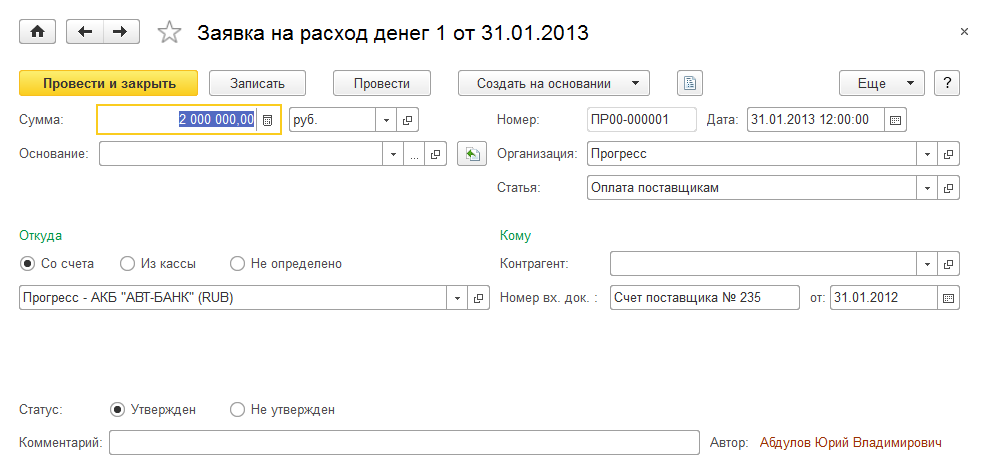 Заявка на расход денег 1 от 31.01.2013 ×
Провести и закрыть Записать Провести Создать на основании Еще ?
Сумма: 2 000 000,00 руб. Номер: ПР00-000001 Дата: 31.01.2013 12:00:00
Основание: ... Организация: Прогресс
Статья: Оплата поставщикам
Откуда Кому
Со счета Из кассы Не определено Контрагент:
Прогресс - АКБ "АВТ-БАНК" (RUB) Номер вх. док. : Счет поставщика № 235 от: 31.01.2012
Статус: Утвержден Не утвержден
Комментарий: Автор: Абдулов Юрий Владимирович